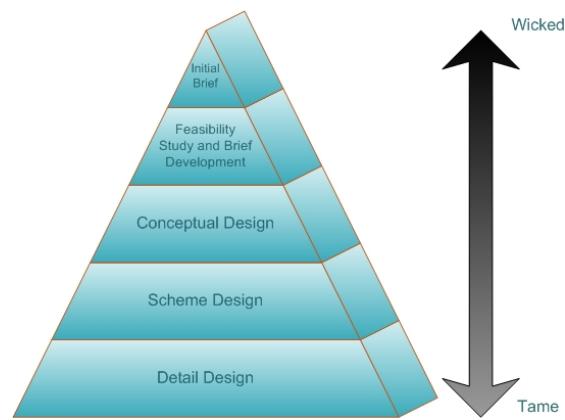 Wicked
Initial
Brief
Feasibility
Study and Brief
Development
Conceptual Design
Scheme Design
Detail Design
Tame